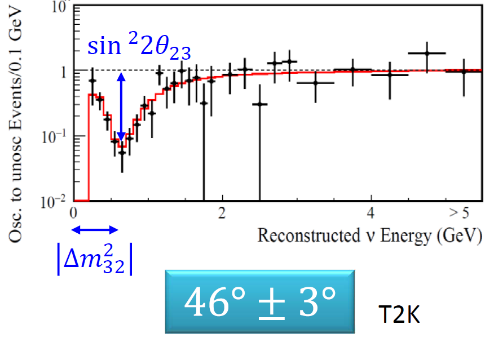 Osc. to unosc Events/0.1 GeV
10
1
10⁻¹
10⁻²
sin ²2θ₂₃
0 2 4 > 5
Reconstructed ν Energy (GeV)
|Δm²₃₂|
46° ± 3°
T2K